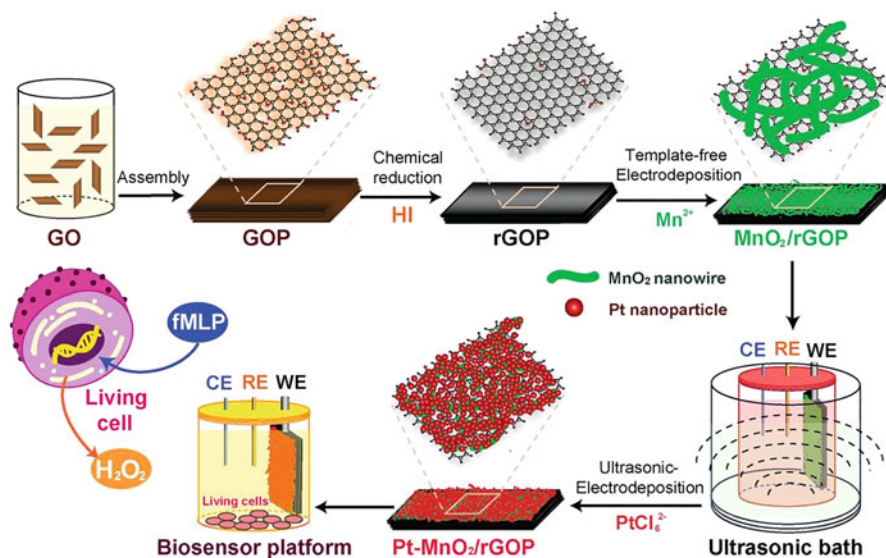 Assembly
Chemical
reduction
HI
Template-free
Electrodeposition
Mn²⁺
GO
GOP
rGOP
MnO₂/rGOP
MnO₂ nanowire
Pt nanoparticle
fMLP
Living
cell
H₂O₂
CE RE WE
CE RE WE
Living cells
Ultrasonic-
Electrodeposition
PtCl₆²⁻
Biosensor platform
Pt-MnO₂/rGOP
Ultrasonic bath